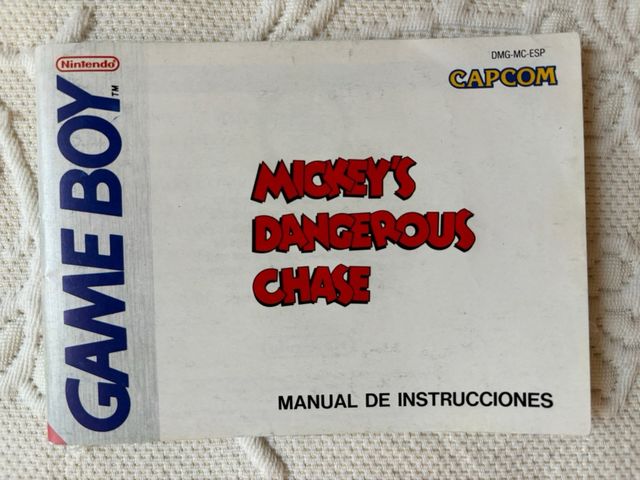 Nintendo
GAME BOY™
DMG-MC-ESP
CAPCOM
MICKEY'S
DANGEROUS
CHASE
MANUAL DE INSTRUCCIONES